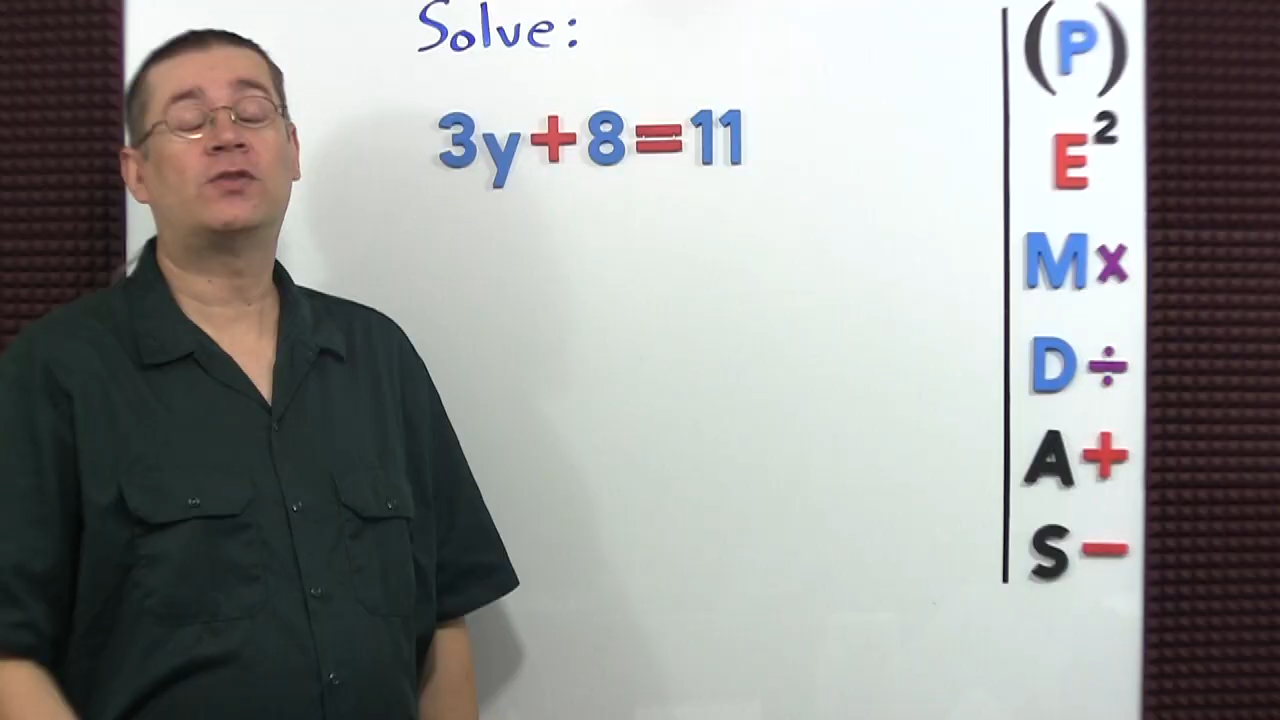 Solve:
3y+8=11
(P)
E²
M×
D÷
A+
S−